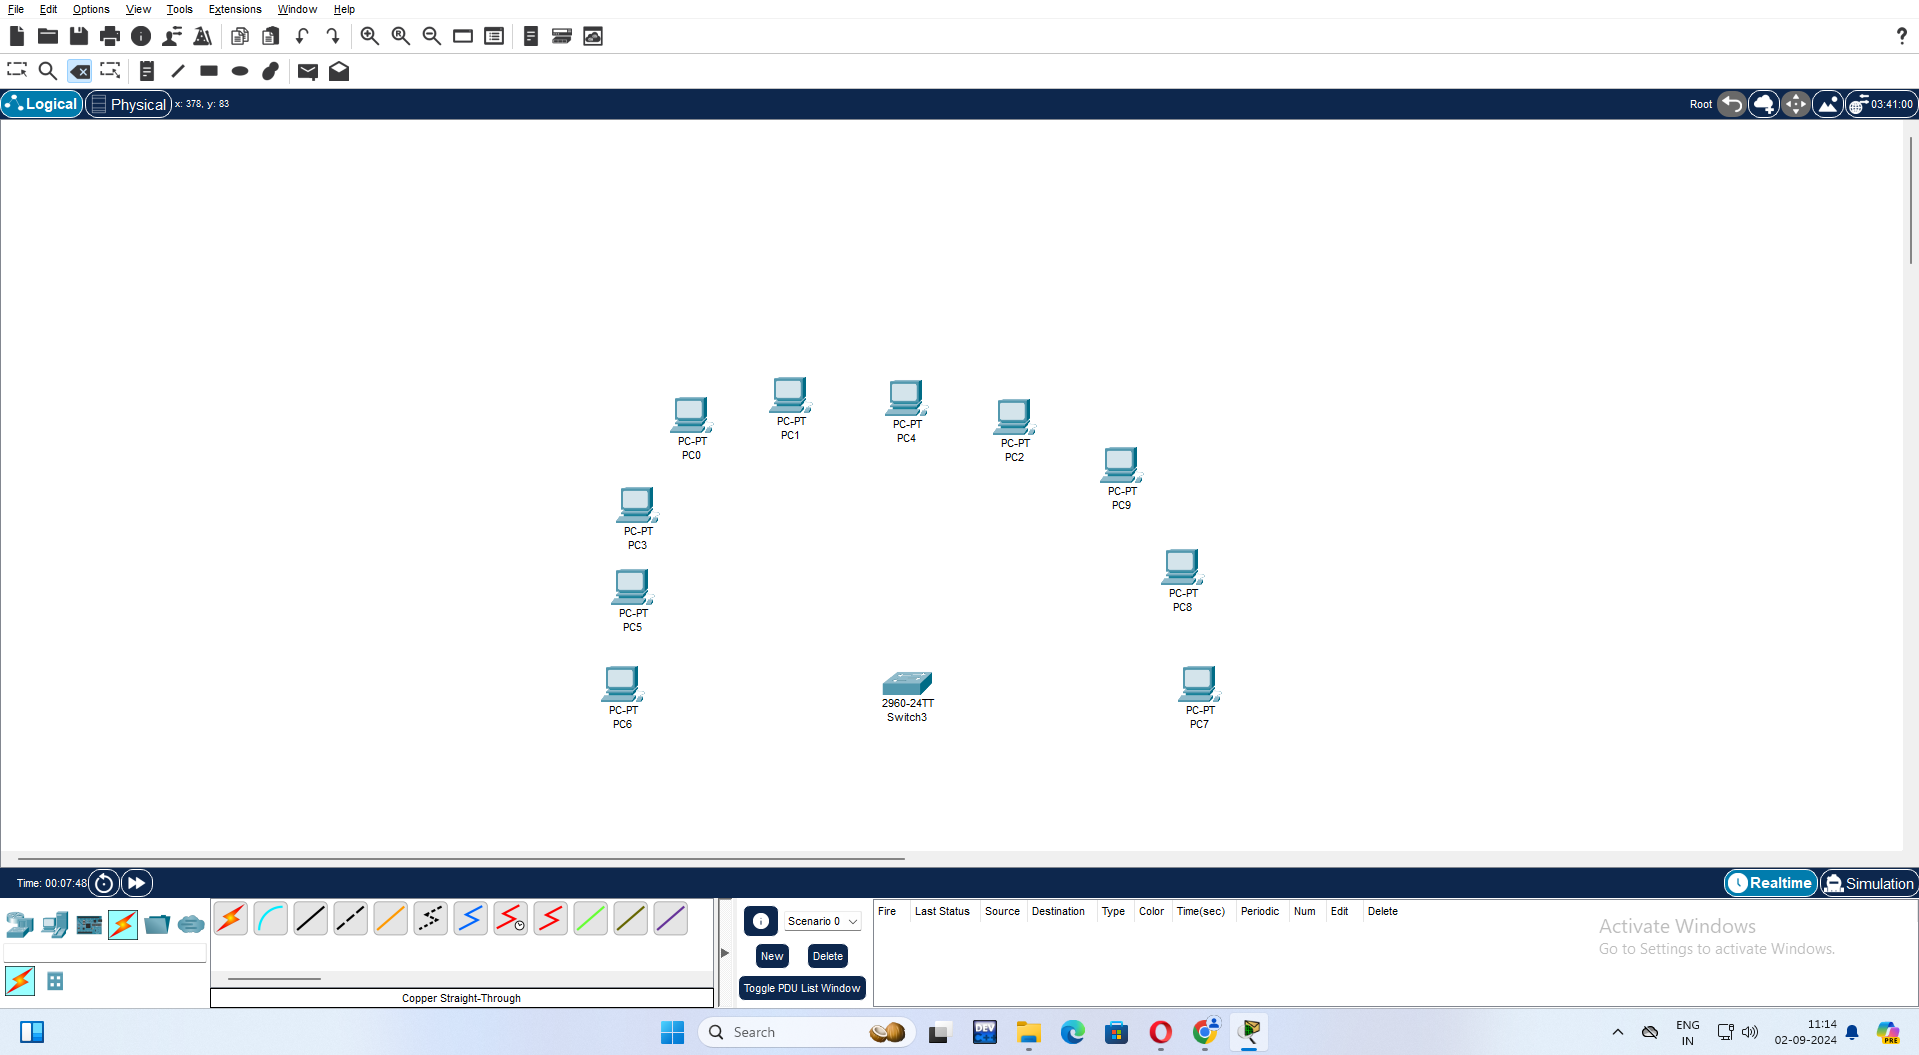 File Edit Options View Tools Extensions Window Help
Logical Physical x: 378, y: 83 Root 03:41:00
PC-PT
PC1
PC-PT
PC4
PC-PT
PC0
PC-PT
PC2
PC-PT
PC9
PC-PT
PC3
PC-PT
PC8
PC-PT
PC5
PC-PT
PC6
2960-24TT
Switch3
PC-PT
PC7
Time: 00:07:48 Realtime Simulation
Scenario 0
New Delete
Toggle PDU List Window
Copper Straight-Through
Fire Last Status Source Destination Type Color Time(sec) Periodic Num Edit Delete
Activate Windows
Go to Settings to activate Windows.
Search
DEV
ENG
IN
11:14
02-09-2024
PRE